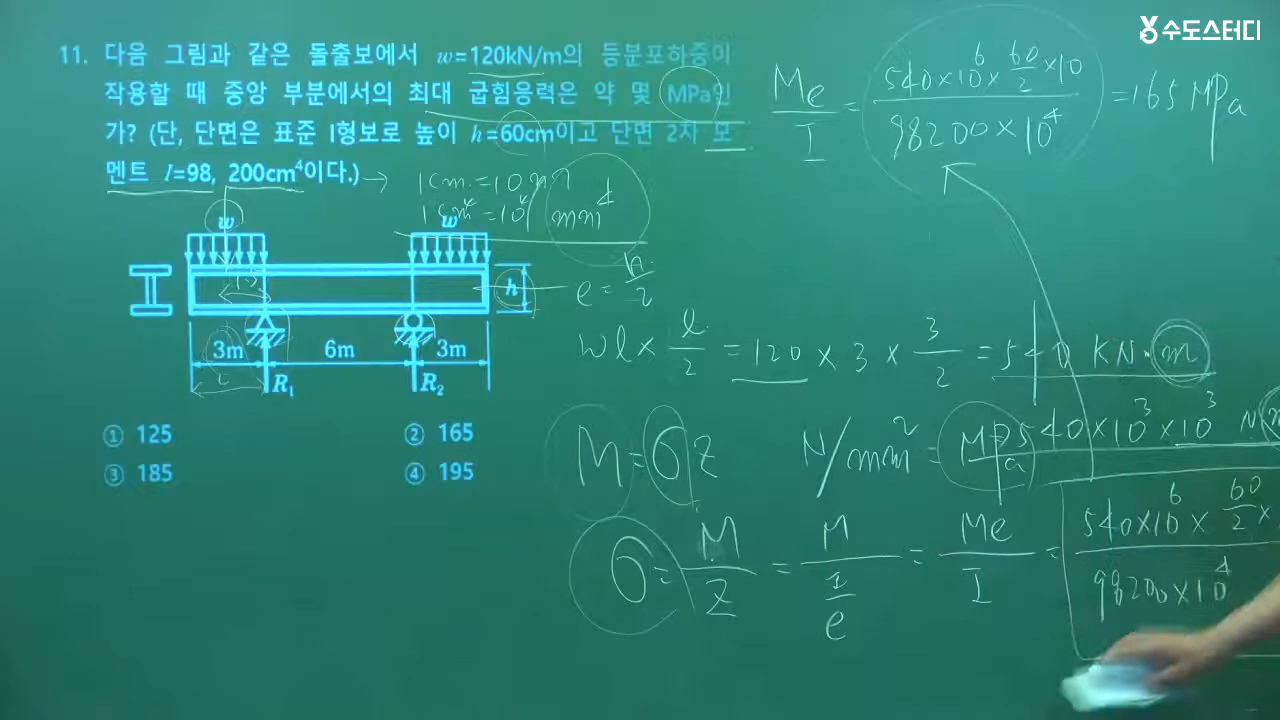 수도스터디
11. 다음 그림과 같은 돌출보에서 w=120kN/m의 등분포하중이
작용할 때 중앙 부분에서의 최대 굽힘응력은 약 몇 MPa인
가? (단, 단면은 표준 I형보로 높이 h=60cm이고 단면 2차 모
멘트 I=98, 200cm⁴이다.)
w w
h
3m 6m 3m
R₁ R₂
① 125 ② 165
③ 185 ④ 195
Me/I = 540×10⁶×60/2×10 / 98200×10⁴ = 165 MPa
1cm⁴ = 10⁴ mm⁴
e = h/2
wl × l/2 = 120 × 3 × 3/2 = 540 KN·m
M = σz
N/mm² = MPa
540×10³×10³ N
σ = M/Z = M / I/e = Me/I = 540×10⁶×60/2× / 98200×10⁴